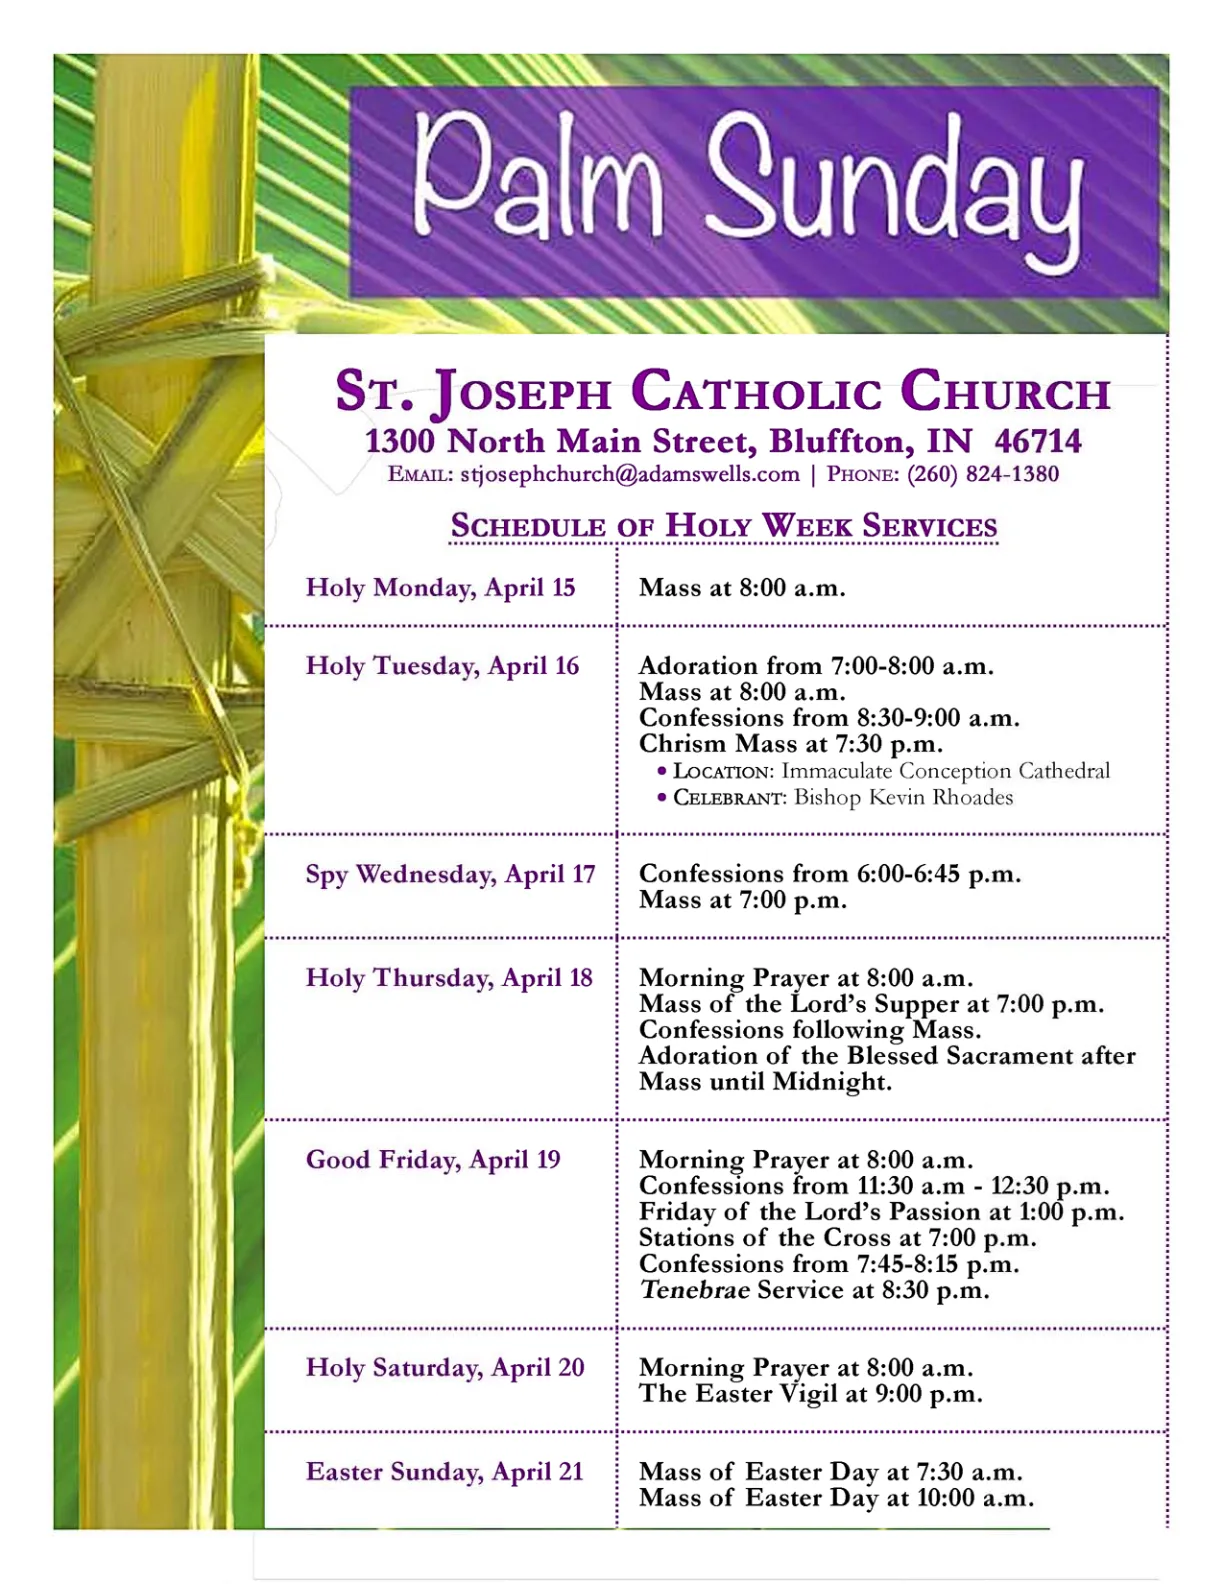 Palm Sunday
St. Joseph Catholic Church
1300 North Main Street, Bluffton, IN 46714
Email: stjosephchurch@adamswells.com | Phone: (260) 824-1380
Schedule of Holy Week Services
Holy Monday, April 15
Mass at 8:00 a.m.
Holy Tuesday, April 16
Adoration from 7:00-8:00 a.m.
Mass at 8:00 a.m.
Confessions from 8:30-9:00 a.m.
Chrism Mass at 7:30 p.m.
• Location: Immaculate Conception Cathedral
• Celebrant: Bishop Kevin Rhoades
Spy Wednesday, April 17
Confessions from 6:00-6:45 p.m.
Mass at 7:00 p.m.
Holy Thursday, April 18
Morning Prayer at 8:00 a.m.
Mass of the Lord's Supper at 7:00 p.m.
Confessions following Mass.
Adoration of the Blessed Sacrament after
Mass until Midnight.
Good Friday, April 19
Morning Prayer at 8:00 a.m.
Confessions from 11:30 a.m - 12:30 p.m.
Friday of the Lord's Passion at 1:00 p.m.
Stations of the Cross at 7:00 p.m.
Confessions from 7:45-8:15 p.m.
Tenebrae Service at 8:30 p.m.
Holy Saturday, April 20
Morning Prayer at 8:00 a.m.
The Easter Vigil at 9:00 p.m.
Easter Sunday, April 21
Mass of Easter Day at 7:30 a.m.
Mass of Easter Day at 10:00 a.m.